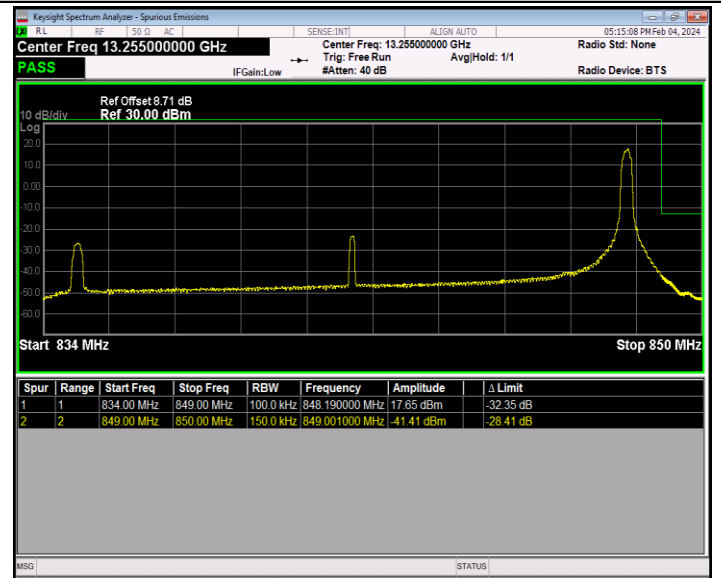 Keysight Spectrum Analyzer - Spurious Emissions
RL RF 50 Ω AC SENSE:INT ALIGN AUTO 05:15:08 PM Feb 04, 2024
Center Freq 13.255000000 GHz Center Freq: 13.255000000 GHz Radio Std: None
Trig: Free Run Avg|Hold: 1/1
PASS IFGain:Low #Atten: 40 dB Radio Device: BTS
Ref Offset 8.71 dB
10 dB/div Ref 30.00 dBm
Log
20.0
10.0
0.00
-10.0
-20.0
-30.0
-40.0
-50.0
-60.0
Start 834 MHz Stop 850 MHz
Spur Range Start Freq Stop Freq RBW Frequency Amplitude Δ Limit
1 1 834.00 MHz 849.00 MHz 100.0 kHz 848.190000 MHz 17.65 dBm -32.35 dB
2 2 849.00 MHz 850.00 MHz 150.0 kHz 849.001000 MHz -41.41 dBm -28.41 dB
MSG STATUS